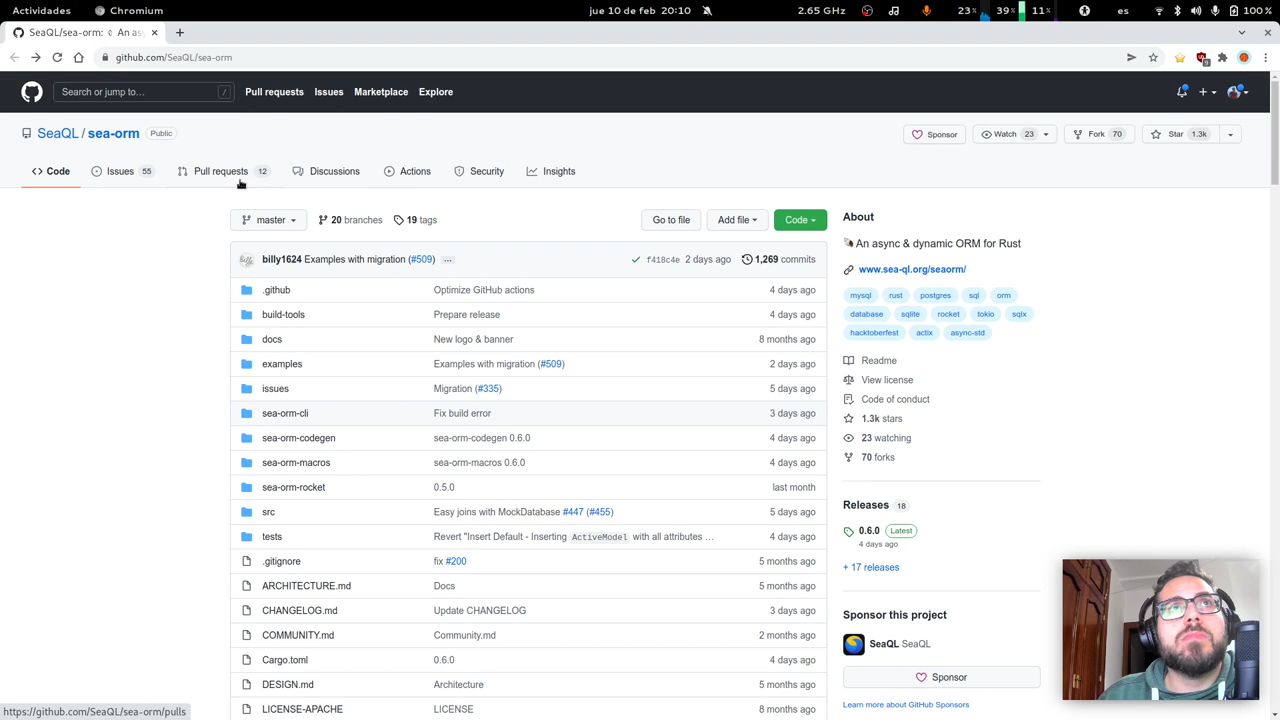 Actividades Chromium jue 10 de feb 20:10 2.65 GHz 23% 39% 11% es 100 %
SeaQL/sea-orm: An as
github.com/SeaQL/sea-orm
Search or jump to… / Pull requests Issues Marketplace Explore
SeaQL / sea-orm Public Sponsor Watch 23 Fork 70 Star 1.3k
Code Issues 55 Pull requests 12 Discussions Actions Security Insights
master 20 branches 19 tags Go to file Add file Code
billy1624 Examples with migration (#509) … f418c4e 2 days ago 1,269 commits
.github Optimize GitHub actions 4 days ago
build-tools Prepare release 4 days ago
docs New logo & banner 8 months ago
examples Examples with migration (#509) 2 days ago
issues Migration (#335) 5 days ago
sea-orm-cli Fix build error 3 days ago
sea-orm-codegen sea-orm-codegen 0.6.0 4 days ago
sea-orm-macros sea-orm-macros 0.6.0 4 days ago
sea-orm-rocket 0.5.0 last month
src Easy joins with MockDatabase #447 (#455) 5 days ago
tests Revert "Insert Default - Inserting ActiveModel with all attributes … 4 days ago
.gitignore fix #200 5 months ago
ARCHITECTURE.md Docs 5 months ago
CHANGELOG.md Update CHANGELOG 3 days ago
COMMUNITY.md Community.md 2 months ago
Cargo.toml 0.6.0 4 days ago
DESIGN.md Architecture 5 months ago
LICENSE-APACHE LICENSE 8 months ago
About
An async & dynamic ORM for Rust
www.sea-ql.org/seaorm/
mysql rust postgres sql orm
database sqlite rocket tokio sqlx
hacktoberfest actix async-std
Readme
View license
Code of conduct
1.3k stars
23 watching
70 forks
Releases 18
0.6.0 Latest
4 days ago
+ 17 releases
Sponsor this project
SeaQL SeaQL
Sponsor
Learn more about GitHub Sponsors
https://github.com/SeaQL/sea-orm/pulls